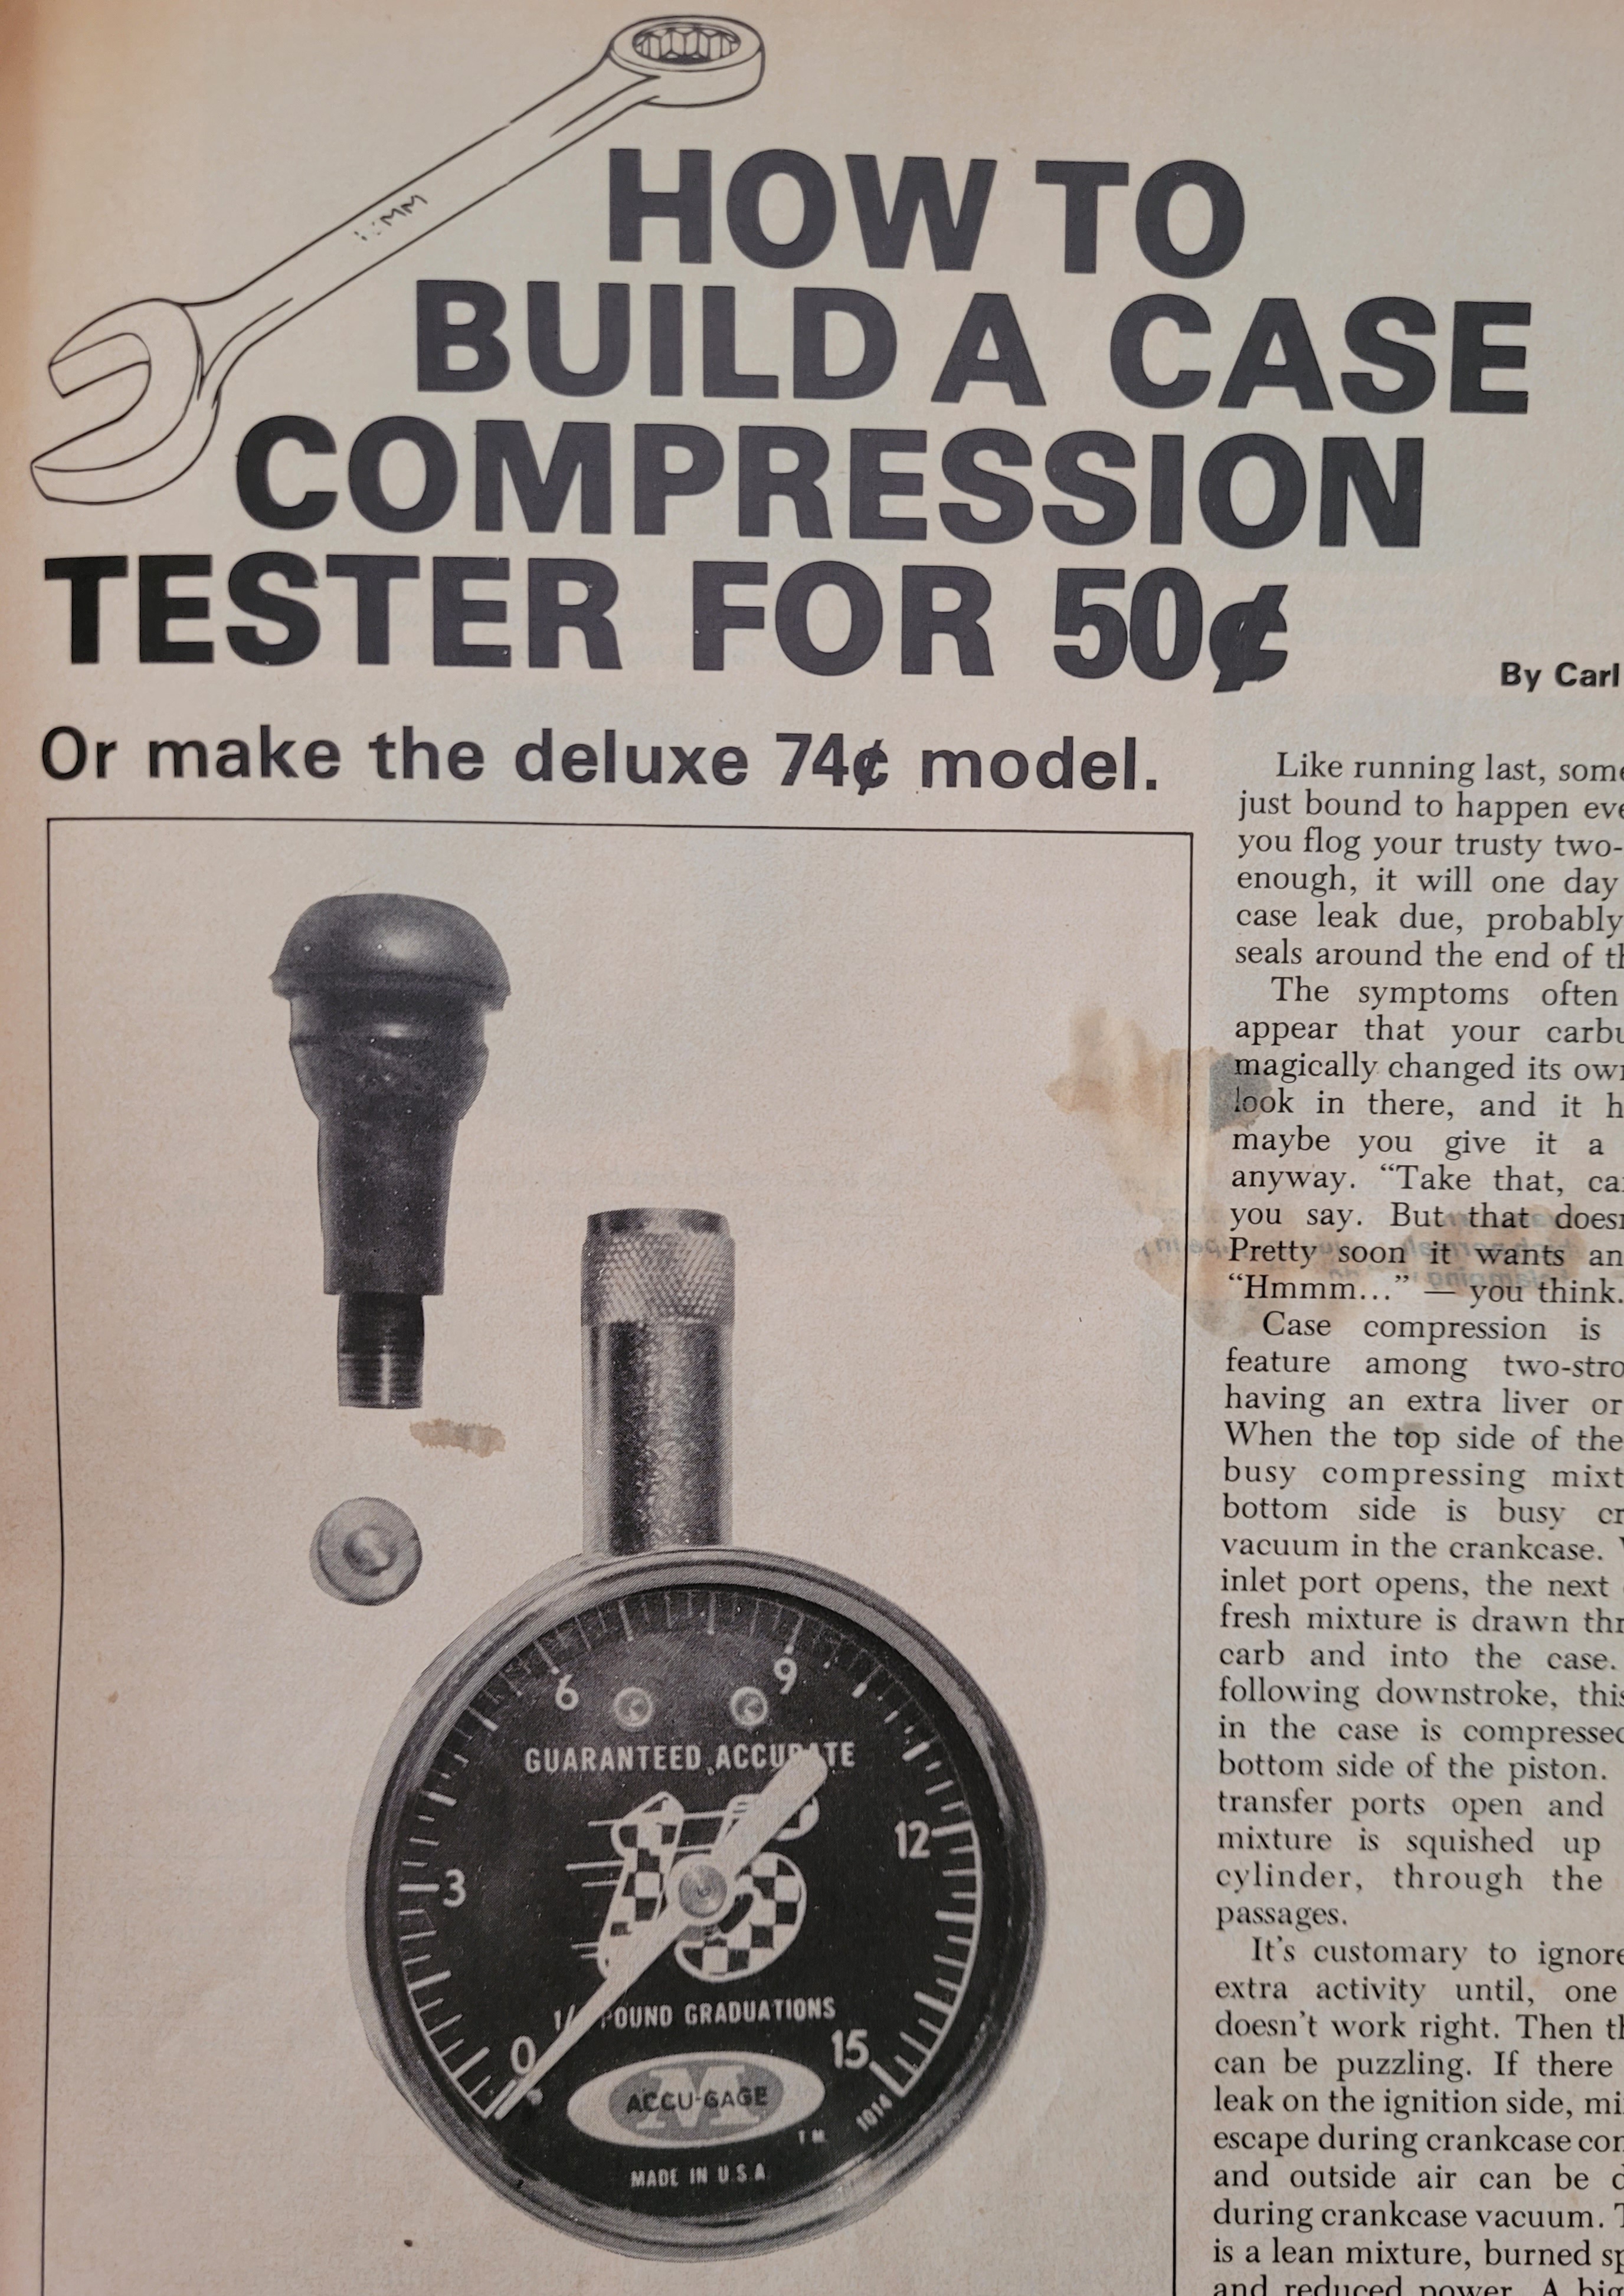 MM
HOW TO
BUILD A CASE
COMPRESSION
TESTER FOR 50¢
Or make the deluxe 74¢ model.
By Carl
6
9
GUARANTEED ACCURATE
3
12
POUND GRADUATIONS
0
15
ACCU-GAGE
T M
1014
MADE IN U.S.A
Like running last, some
just bound to happen eve
you flog your trusty two-
enough, it will one day
case leak due, probably
seals around the end of th
The symptoms often
appear that your carbu
magically changed its own
look in there, and it h
maybe you give it a
anyway. “Take that, ca
you say. But that doesn
Pretty soon it wants an
“Hmmm...” — you think.
Case compression is
feature among two-stro
having an extra liver or
When the top side of the
busy compressing mixt
bottom side is busy cr
vacuum in the crankcase.
inlet port opens, the next
fresh mixture is drawn thr
carb and into the case.
following downstroke, this
in the case is compressed
bottom side of the piston.
transfer ports open and
mixture is squished up
cylinder, through the
passages.
It’s customary to ignore
extra activity until, one
doesn’t work right. Then th
can be puzzling. If there
leak on the ignition side, mi
escape during crankcase com
and outside air can be d
during crankcase vacuum. T
is a lean mixture, burned sp
and reduced power. A big